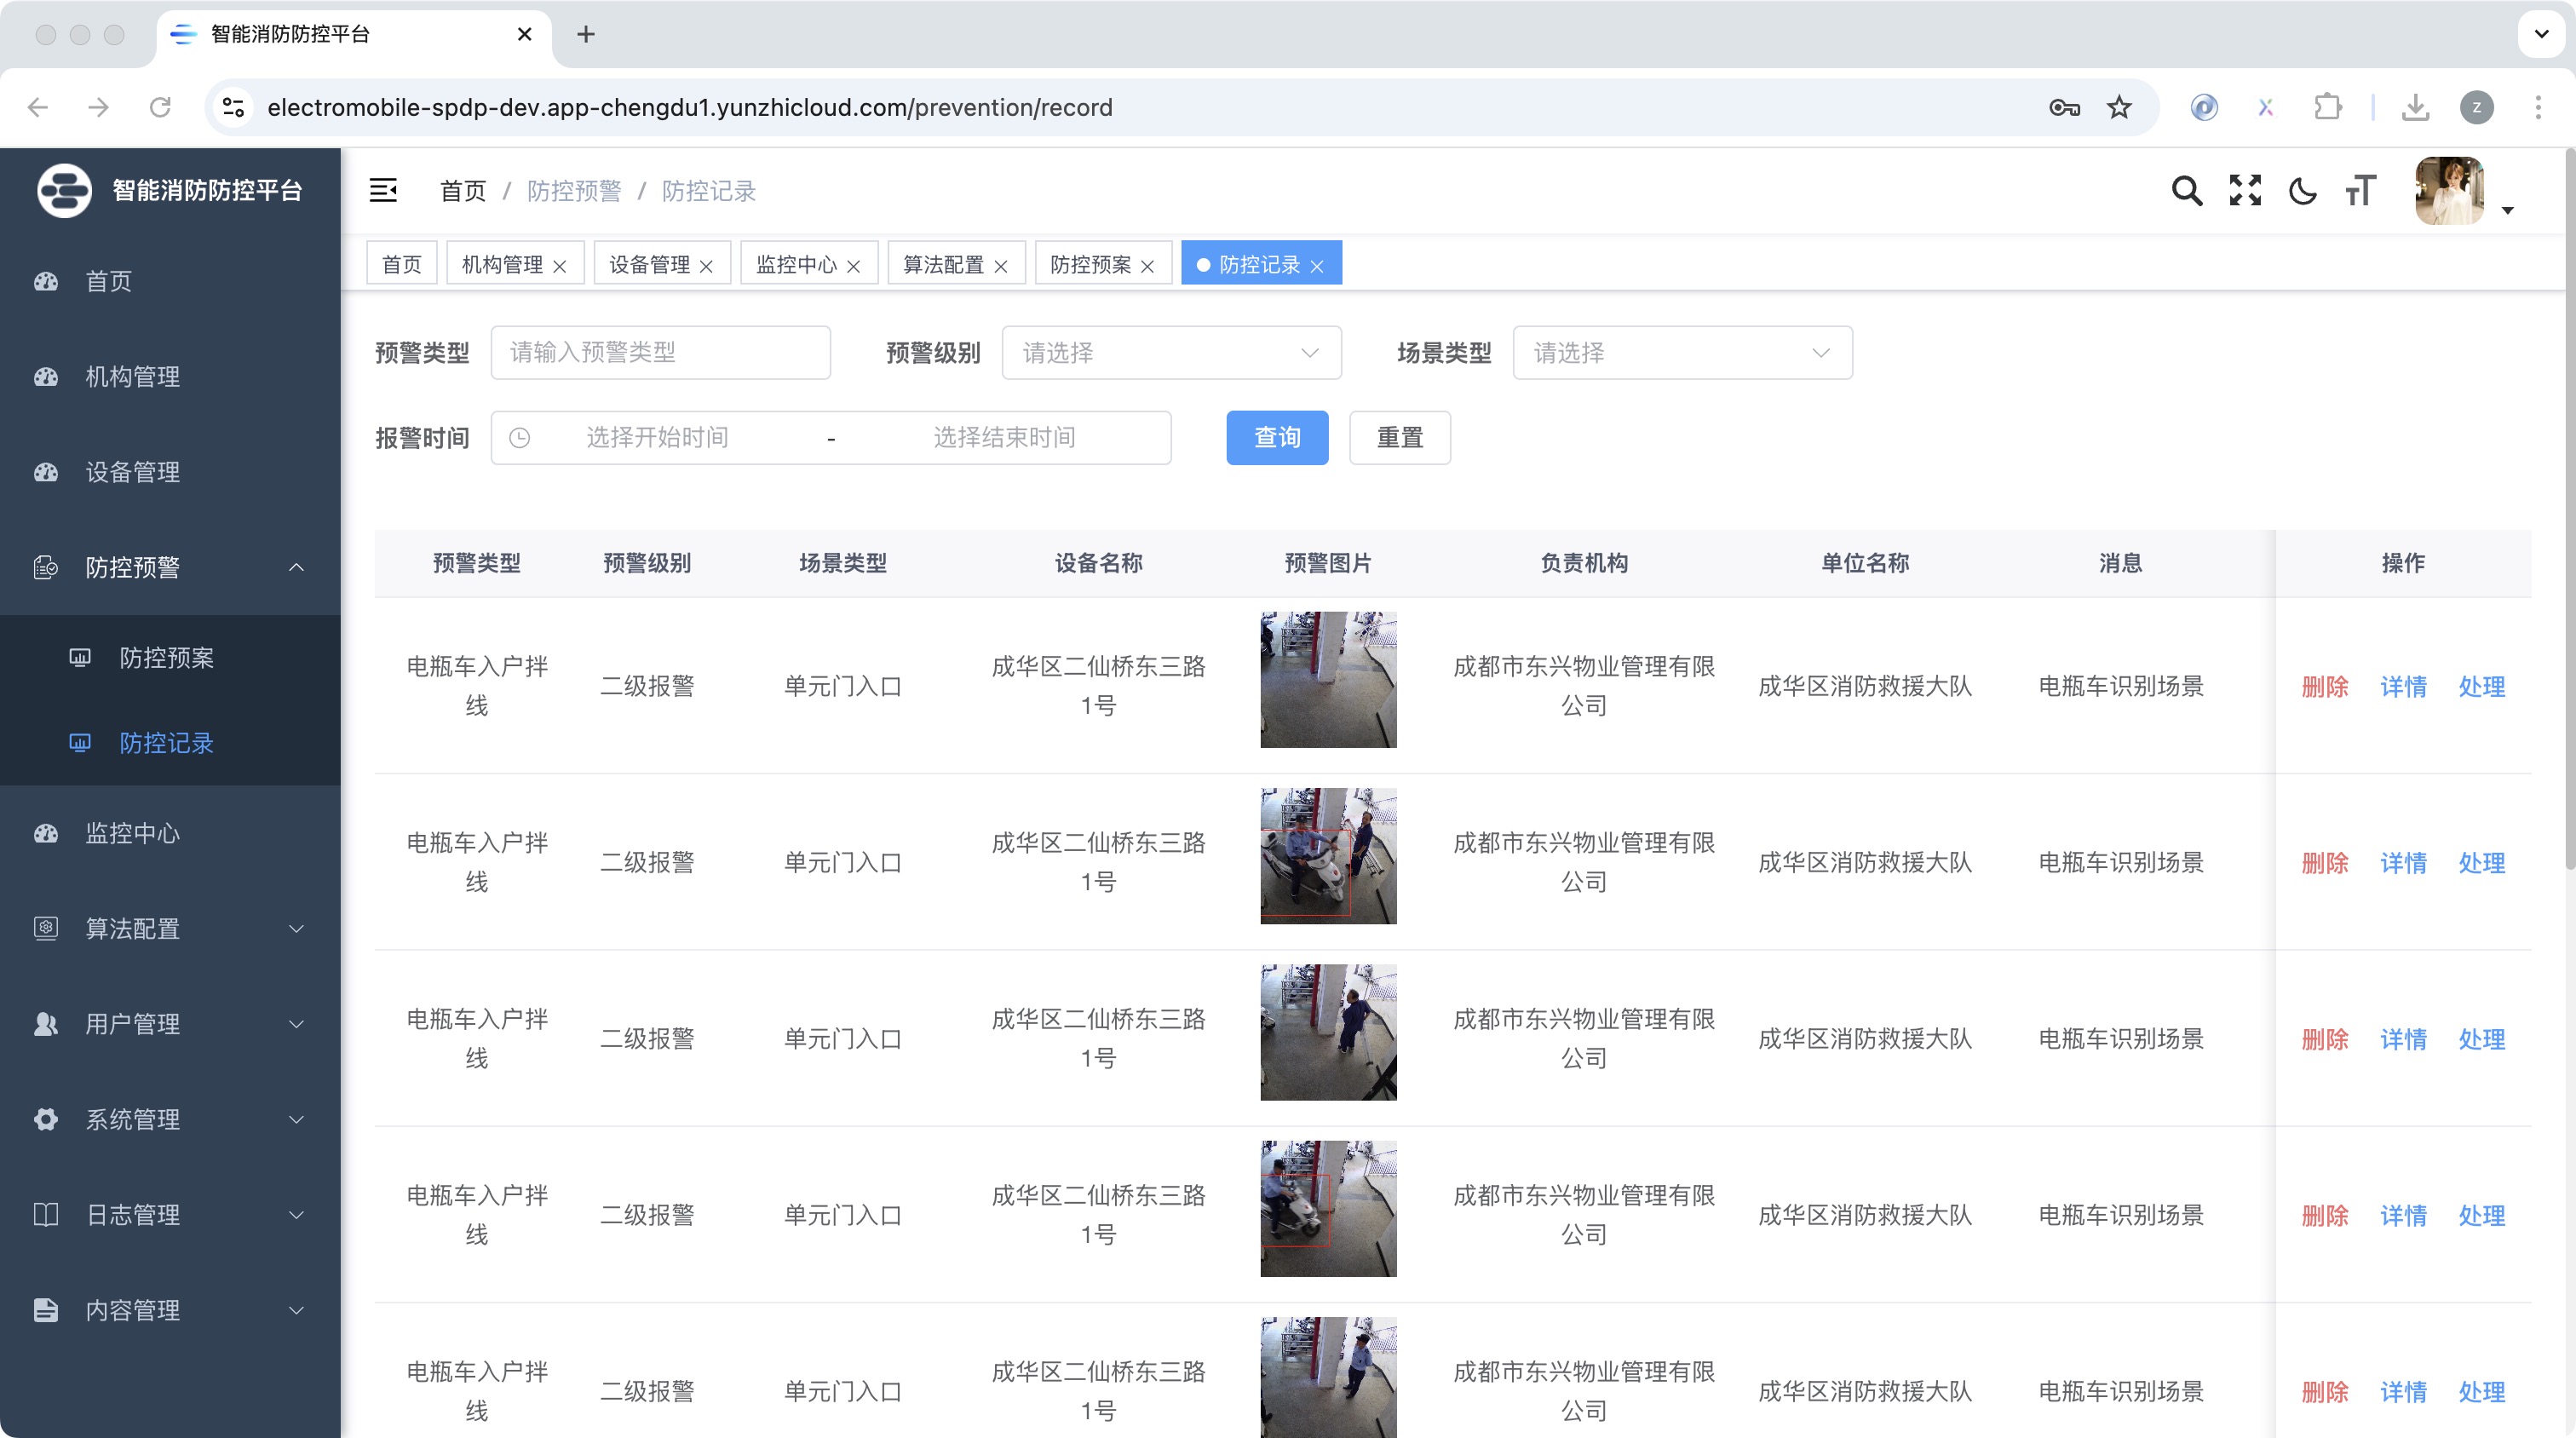 智能消防防控平台
electromobile-spdp-dev.app-chengdu1.yunzhicloud.com/prevention/record
z
智能消防防控平台
首页
机构管理
设备管理
防控预警
防控预案
防控记录
监控中心
算法配置
用户管理
系统管理
日志管理
内容管理
首页 / 防控预警 / 防控记录
首页 机构管理 设备管理 监控中心 算法配置 防控预案 防控记录
预警类型 请输入预警类型 预警级别 请选择 场景类型 请选择
报警时间 选择开始时间 - 选择结束时间 查询 重置
预警类型 预警级别 场景类型 设备名称 预警图片 负责机构 单位名称 消息 操作
电瓶车入户拌线 二级报警 单元门入口 成华区二仙桥东三路1号 成都市东兴物业管理有限公司 成华区消防救援大队 电瓶车识别场景 删除 详情 处理
电瓶车入户拌线 二级报警 单元门入口 成华区二仙桥东三路1号 成都市东兴物业管理有限公司 成华区消防救援大队 电瓶车识别场景 删除 详情 处理
电瓶车入户拌线 二级报警 单元门入口 成华区二仙桥东三路1号 成都市东兴物业管理有限公司 成华区消防救援大队 电瓶车识别场景 删除 详情 处理
电瓶车入户拌线 二级报警 单元门入口 成华区二仙桥东三路1号 成都市东兴物业管理有限公司 成华区消防救援大队 电瓶车识别场景 删除 详情 处理
电瓶车入户拌线 二级报警 单元门入口 成华区二仙桥东三路1号 成都市东兴物业管理有限公司 成华区消防救援大队 电瓶车识别场景 删除 详情 处理